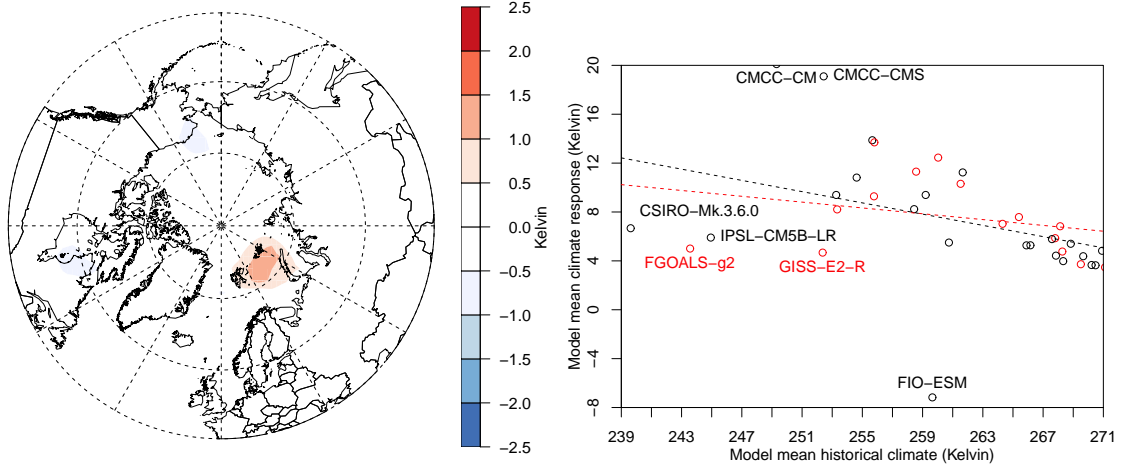 2.5
2.0
1.5
1.0
0.5
0.0
−0.5
−1.0
−1.5
−2.0
−2.5
Kelvin
20
16
12
8
4
0
−4
−8
Model mean climate response (Kelvin)
CMCC−CM
CMCC−CMS
CSIRO−Mk.3.6.0
IPSL−CM5B−LR
FGOALS−g2
GISS−E2−R
FIO−ESM
239 243 247 251 255 259 263 267 271
Model mean historical climate (Kelvin)